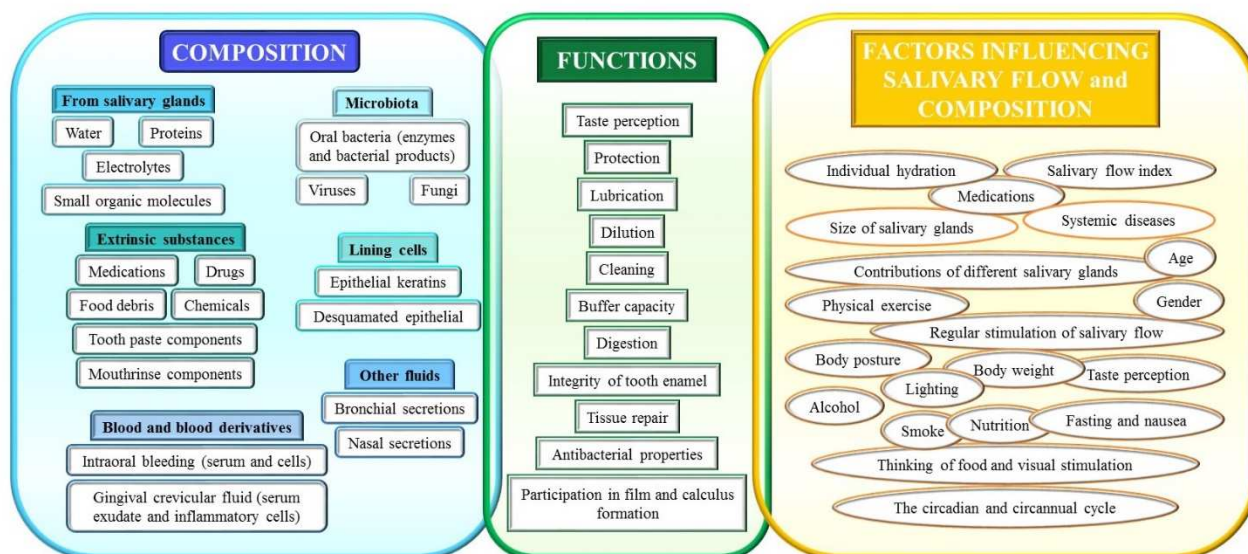 COMPOSITION
From salivary glands
Water
Proteins
Electrolytes
Small organic molecules
Extrinsic substances
Medications
Drugs
Food debris
Chemicals
Tooth paste components
Mouthrinse components
Blood and blood derivatives
Intraoral bleeding (serum and cells)
Gingival crevicular fluid (serum
exudate and inflammatory cells)
Microbiota
Oral bacteria (enzymes
and bacterial products)
Viruses
Fungi
Lining cells
Epithelial keratins
Desquamated epithelial
Other fluids
Bronchial secretions
Nasal secretions
FUNCTIONS
Taste perception
Protection
Lubrication
Dilution
Cleaning
Buffer capacity
Digestion
Integrity of tooth enamel
Tissue repair
Antibacterial properties
Participation in film and calculus
formation
FACTORS INFLUENCING
SALIVARY FLOW and
COMPOSITION
Individual hydration
Salivary flow index
Medications
Size of salivary glands
Systemic diseases
Age
Contributions of different salivary glands
Physical exercise
Gender
Regular stimulation of salivary flow
Body posture
Body weight
Taste perception
Lighting
Alcohol
Smoke
Nutrition
Fasting and nausea
Thinking of food and visual stimulation
The circadian and circannual cycle